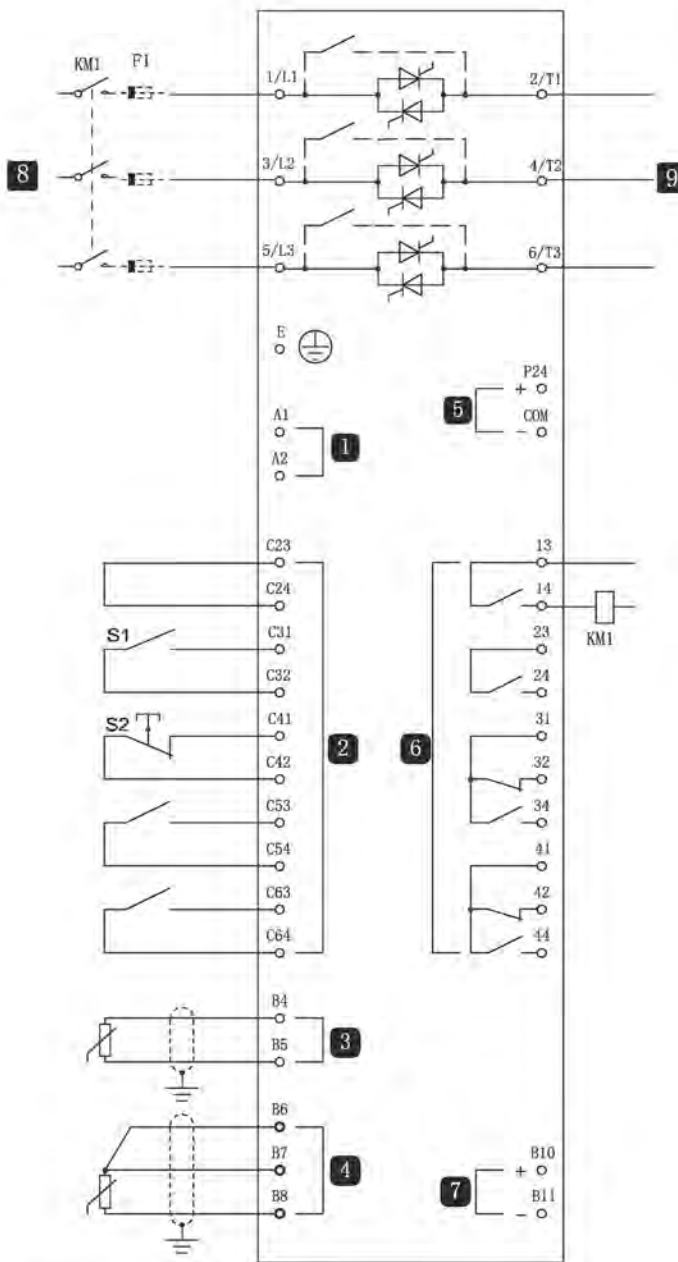 KM1 F1
1/L1 2/T1
8 3/L2 4/T2 9
5/L3 6/T3
E
P24
+
5 COM
-
A1
1
A2
C23 13
C24 14
KM1
S1 C31 23
C32 24
S2 C41 31
2 6
C42 32
C53 34
C54 41
C63 42
C64 44
B4
3
B5
B6
B7 B10
4 7 +
B8 B11
-